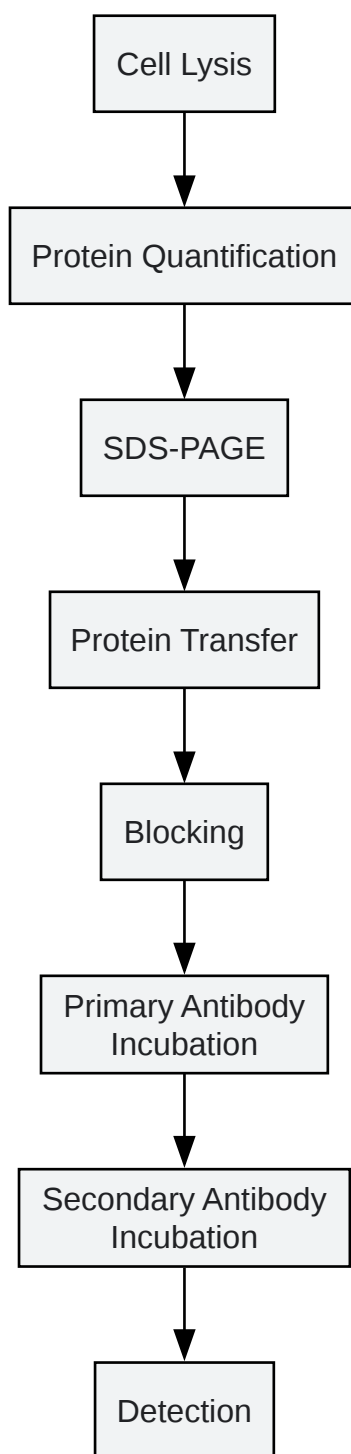 Cell Lysis
Protein Quantification
SDS-PAGE
Protein Transfer
Blocking
Primary Antibody
Incubation
Secondary Antibody
Incubation
Detection